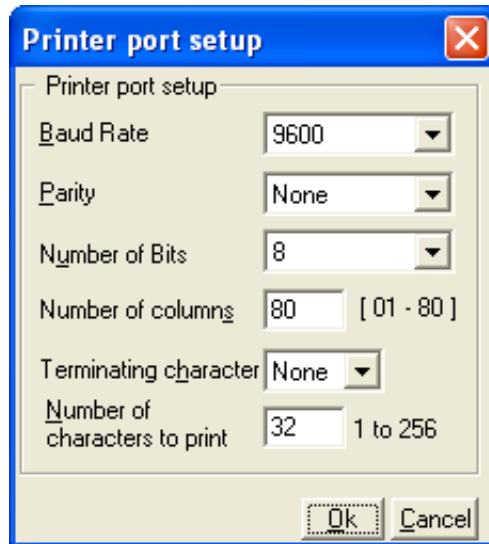 Printer port setup
Printer port setup
Baud Rate 9600
Parity None
Number of Bits 8
Number of columns 80 [ 01 - 80 ]
Terminating character None
Number of
characters to print 32 1 to 256
Ok Cancel